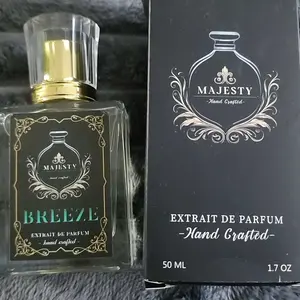 MAJESTY
- hand crafted -
BREEZE
EXTRAIT DE PARFUM
- hand crafted -
MAJESTY
-Hand Crafted-
EXTRAIT DE PARFUM
-Hand Crafted-
50 ML
1.7 OZ